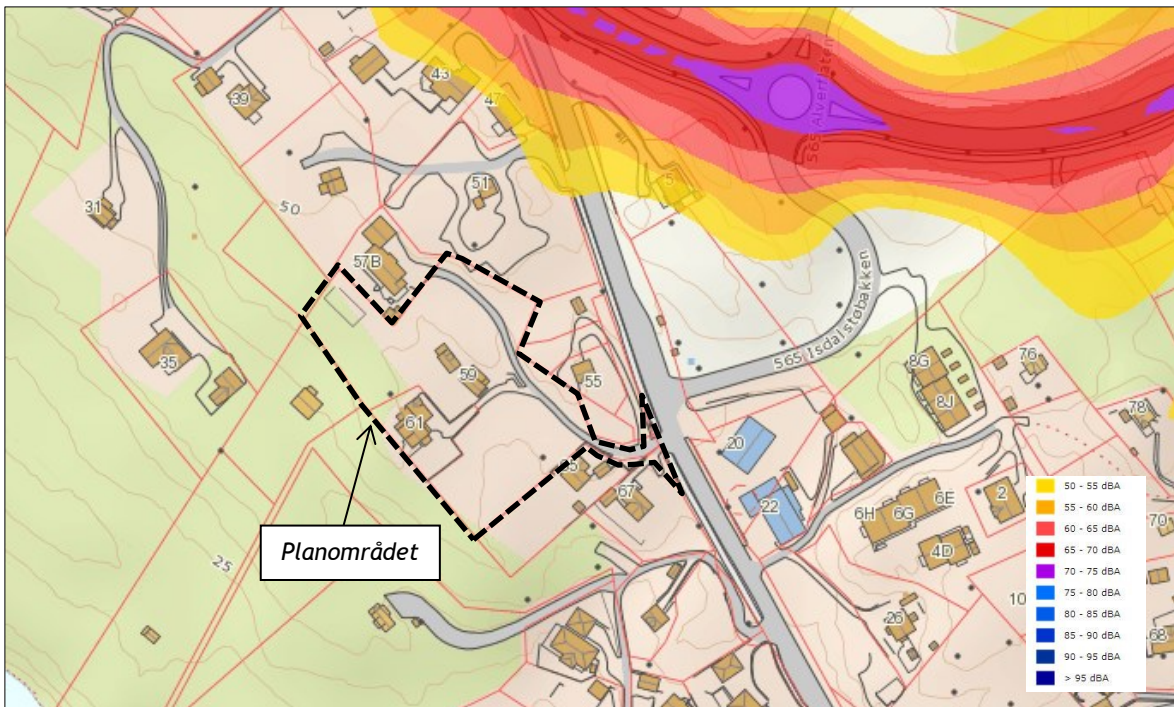 43
39
47
565 Alverflaten
51
5
31
50
57B
565 Isdalstøbakken
35
59
55
8G
76
8J
61
78
20
65
67
22
6E
6H
6G
2
70
4D
Planområdet
25
10
26
68
50 - 55 dBA
55 - 60 dBA
60 - 65 dBA
65 - 70 dBA
70 - 75 dBA
75 - 80 dBA
80 - 85 dBA
85 - 90 dBA
90 - 95 dBA
> 95 dBA